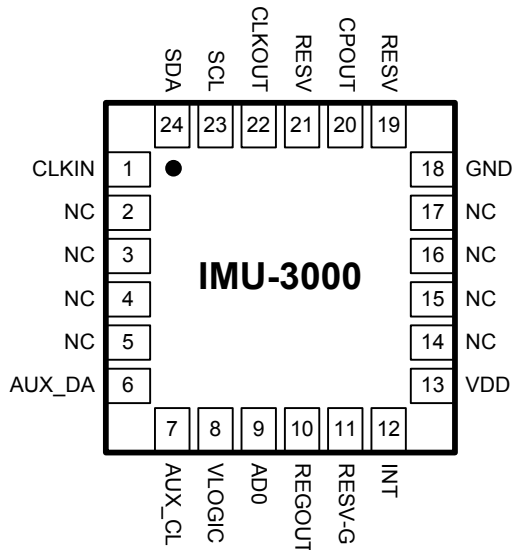 SDA SCL CLKOUT RESV CPOUT RESV
24 23 22 21 20 19
CLKIN 1 18 GND
NC 2 17 NC
NC 3 16 NC
IMU-3000
NC 4 15 NC
NC 5 14 NC
AUX_DA 6 13 VDD
7 8 9 10 11 12
AUX_CL VLOGIC AD0 REGOUT RESV-G INT